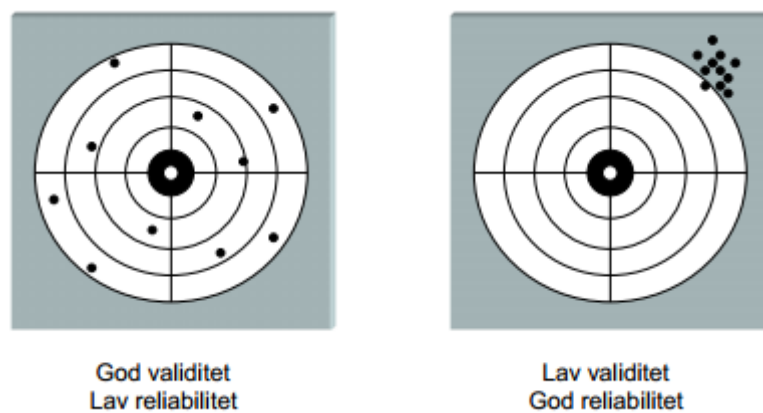 God validitet
Lav reliabilitet
Lav validitet
God reliabilitet